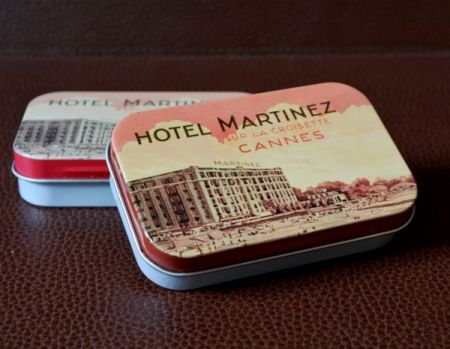 HOTEL MARTINEZ
HOTEL MARTINEZ
SUR LA CROISETTE
CANNES
MARTINEZ